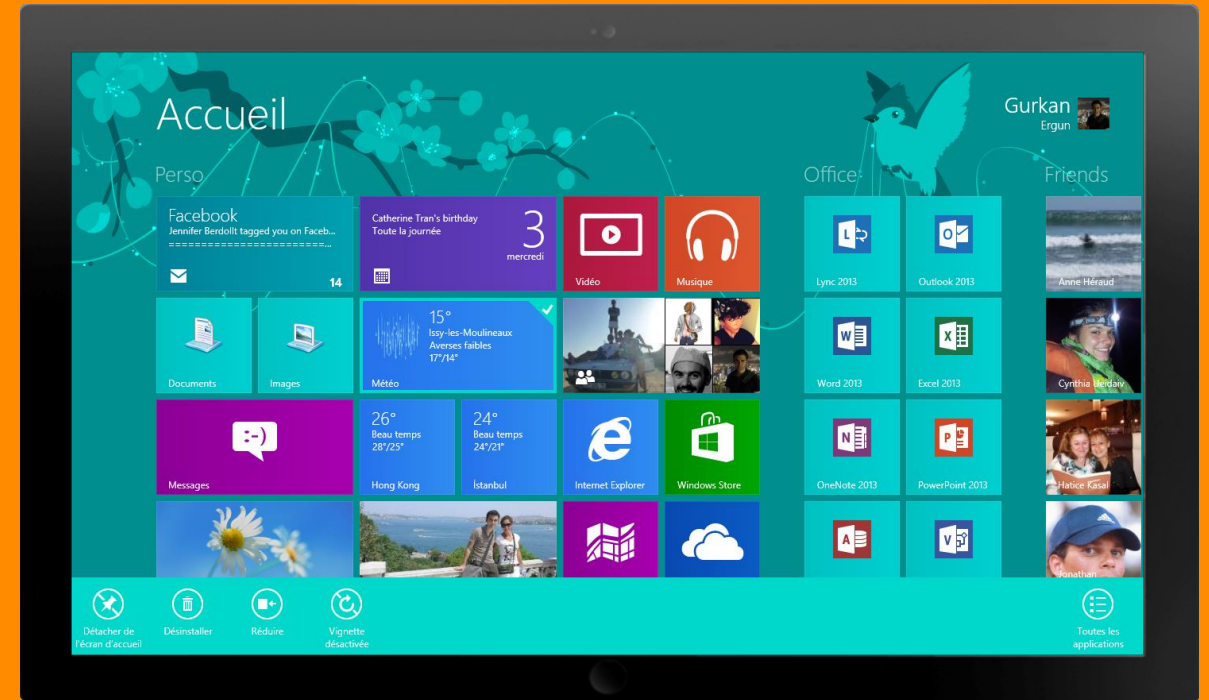 Accueil
Gurkan
Ergun
Perso
Office
Friends
Facebook
Jennifer Berdollt tagged you on Faceb...
========================...
14
Catherine Tran's birthday
Toute la journée
3
mercredi
Vidéo
Musique
Lync 2013
Outlook 2013
Anne Héraud
Documents
Images
15°
Issy-les-Moulineaux
Averses faibles
17°/14°
Météo
Word 2013
Excel 2013
Cynthia
:-)
Messages
26°
Beau temps
28°/25°
Hong Kong
24°
Beau temps
24°/21°
İstanbul
Internet Explorer
Windows Store
OneNote 2013
PowerPoint 2013
Hatice Kasal
Jonathan
Détacher de
l'écran d'accueil
Désinstaller
Réduire
Vignette
désactivée
Toutes les
applications